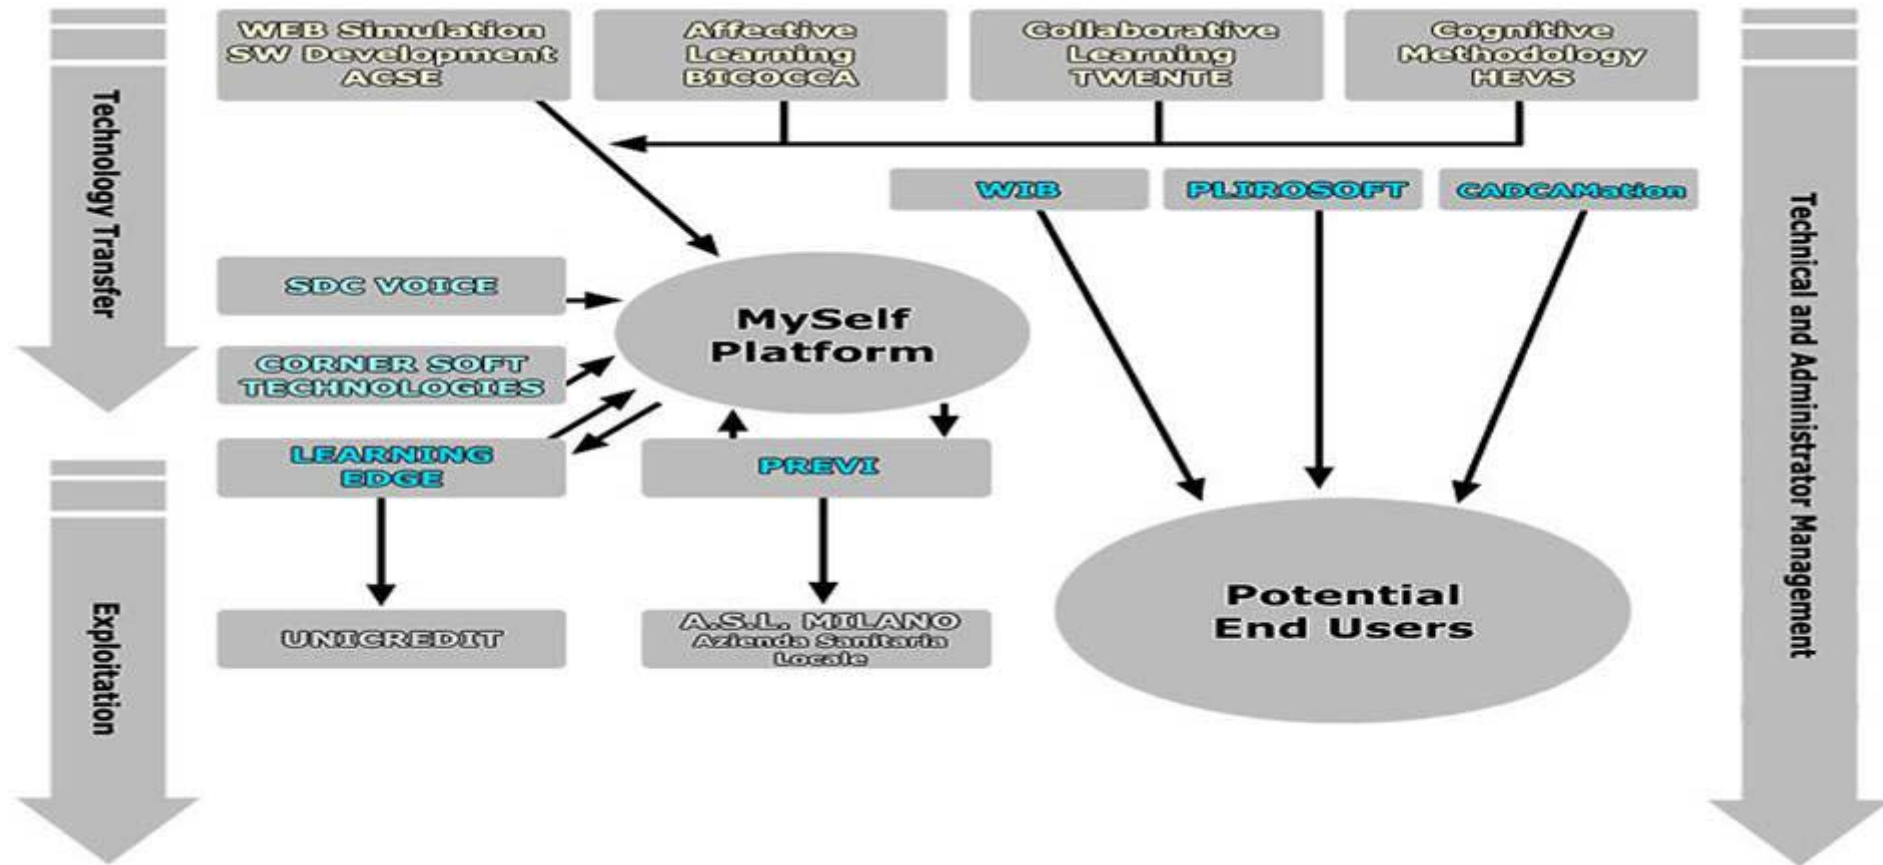 WEB Simulation
SW Development
ACSE
Affective
Learning
BICOCCA
Collaborative
Learning
TWENTE
Cognitive
Methodology
HEVS
Technology Transfer
WIB
PLIROSOFT
CADCAMation
Technical and Administrator Management
SDC VOICE
MySelf
Platform
CORNER SOFT
TECHNOLOGIES
LEARNING
EDGE
PREVI
Exploitation
UNICREDIT
A.S.L. MILANO
Azienda Sanitaria
Locale
Potential
End Users